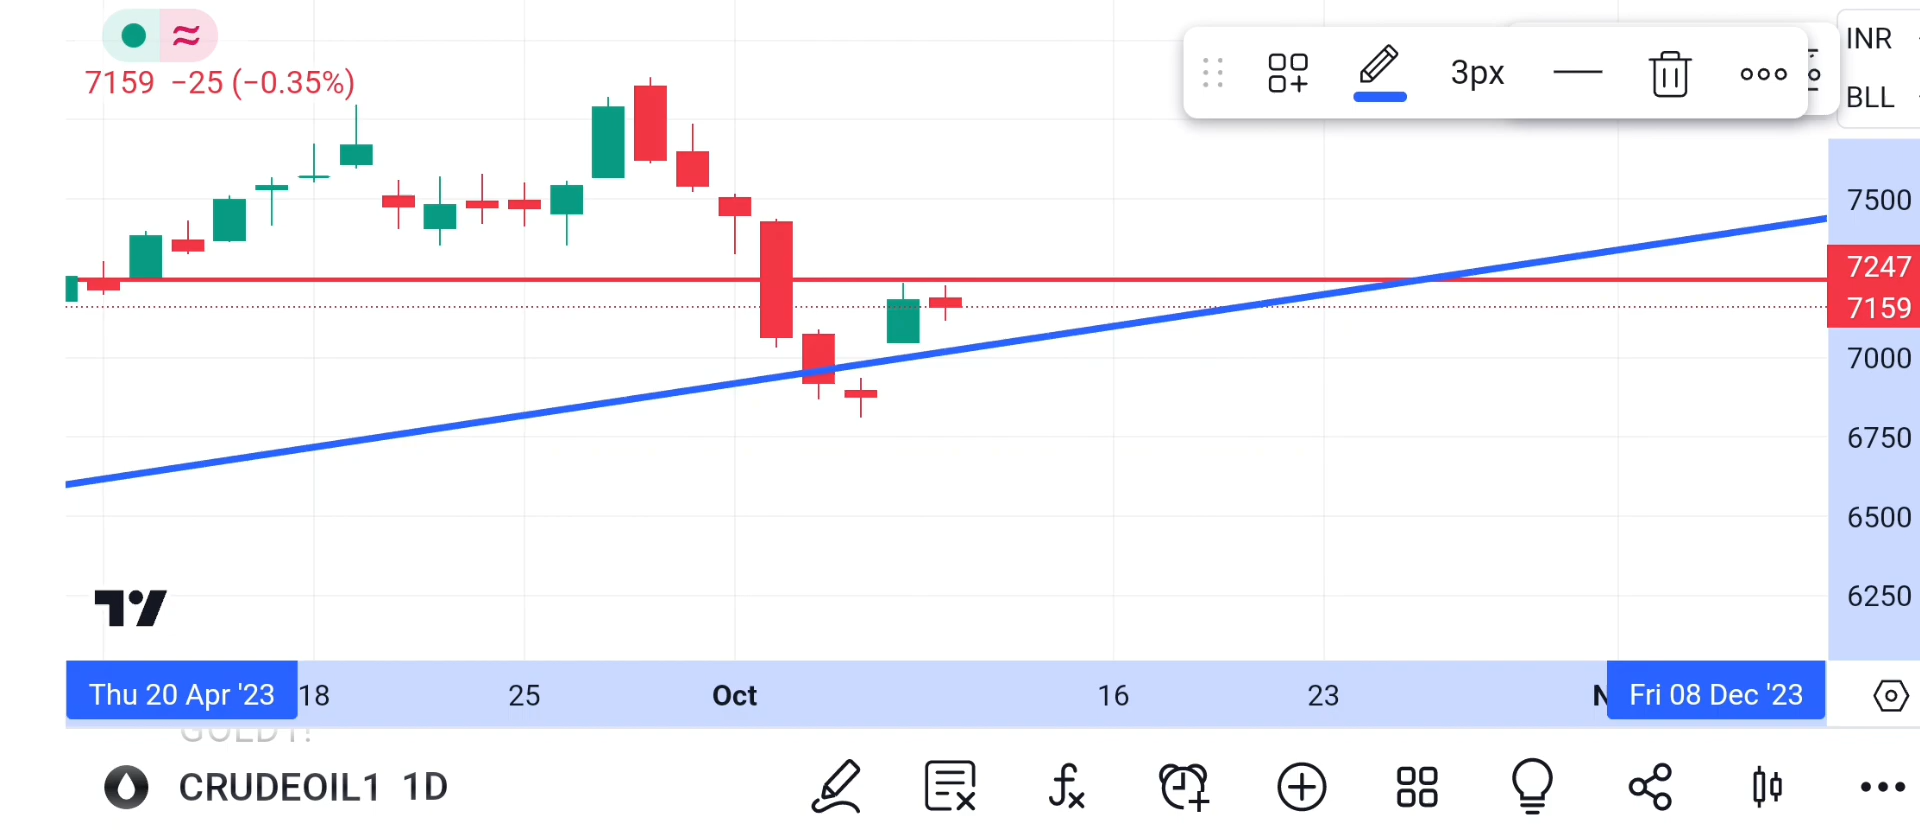 7159 −25 (−0.35%)
3px
INR
BLL
7500
7247
7159
7000
6750
6500
6250
Thu 20 Apr '23 18 25 Oct 16 23 N Fri 08 Dec '23
GOLD1!
CRUDEOIL1 1D